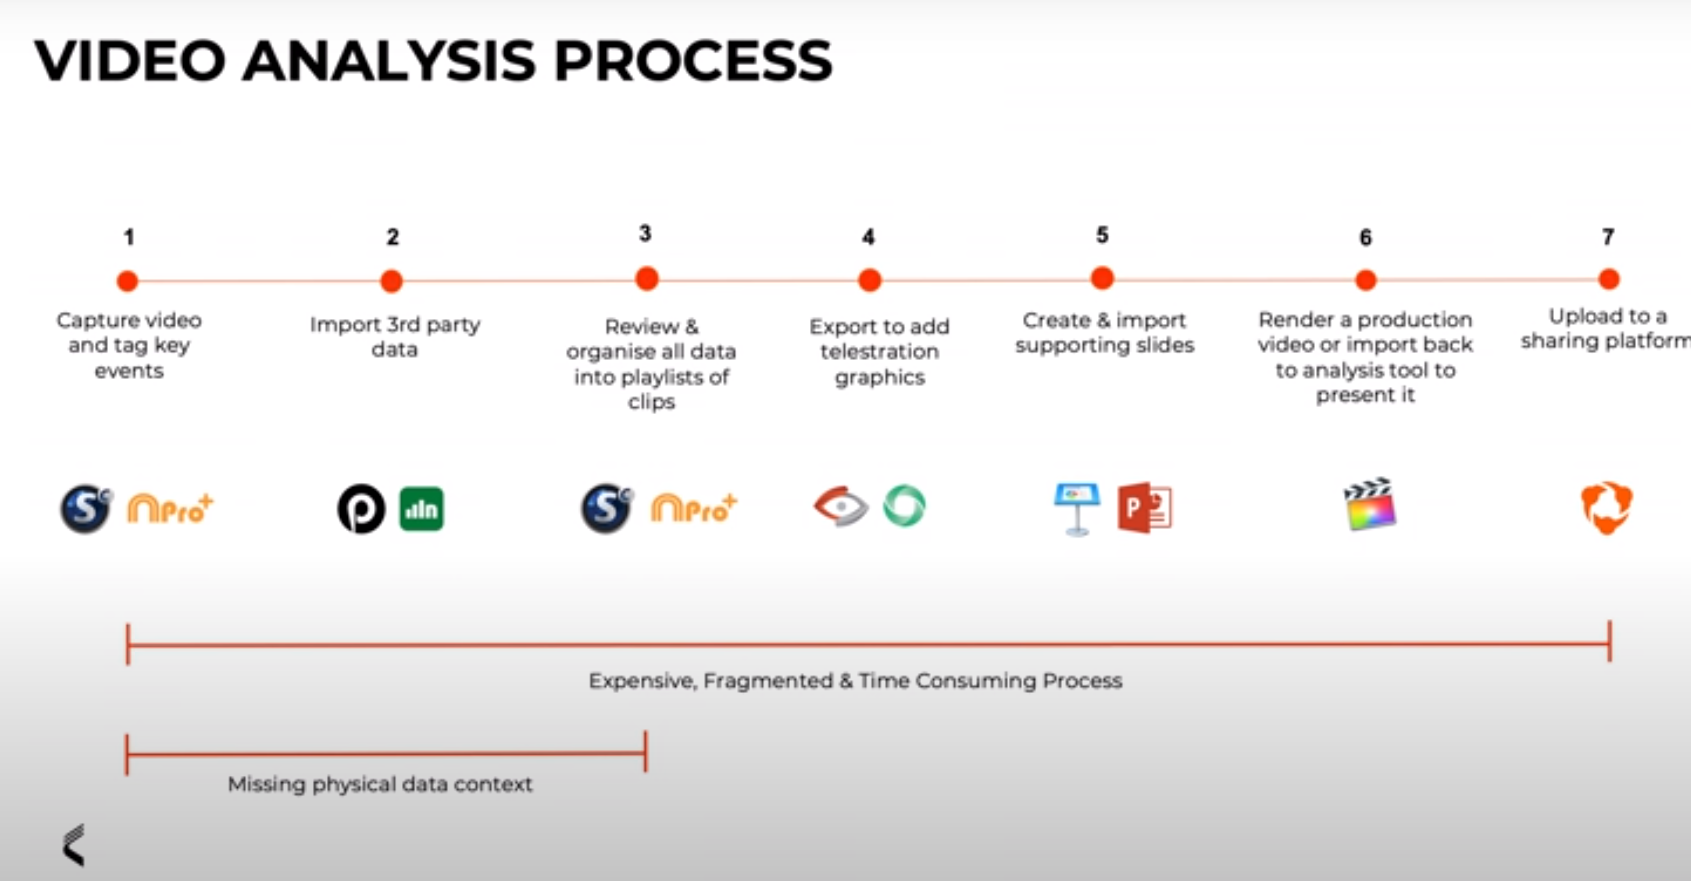 VIDEO ANALYSIS PROCESS
1
2
3
4
5
6
7
Capture video
and tag key
events
Import 3rd party
data
Review &
organise all data
into playlists of
clips
Export to add
telestration
graphics
Create & import
supporting slides
Render a production
video or import back
to analysis tool to
present it
Upload to a
sharing platform
S
nPro+
S
nPro+
P
Expensive, Fragmented & Time Consuming Process
Missing physical data context